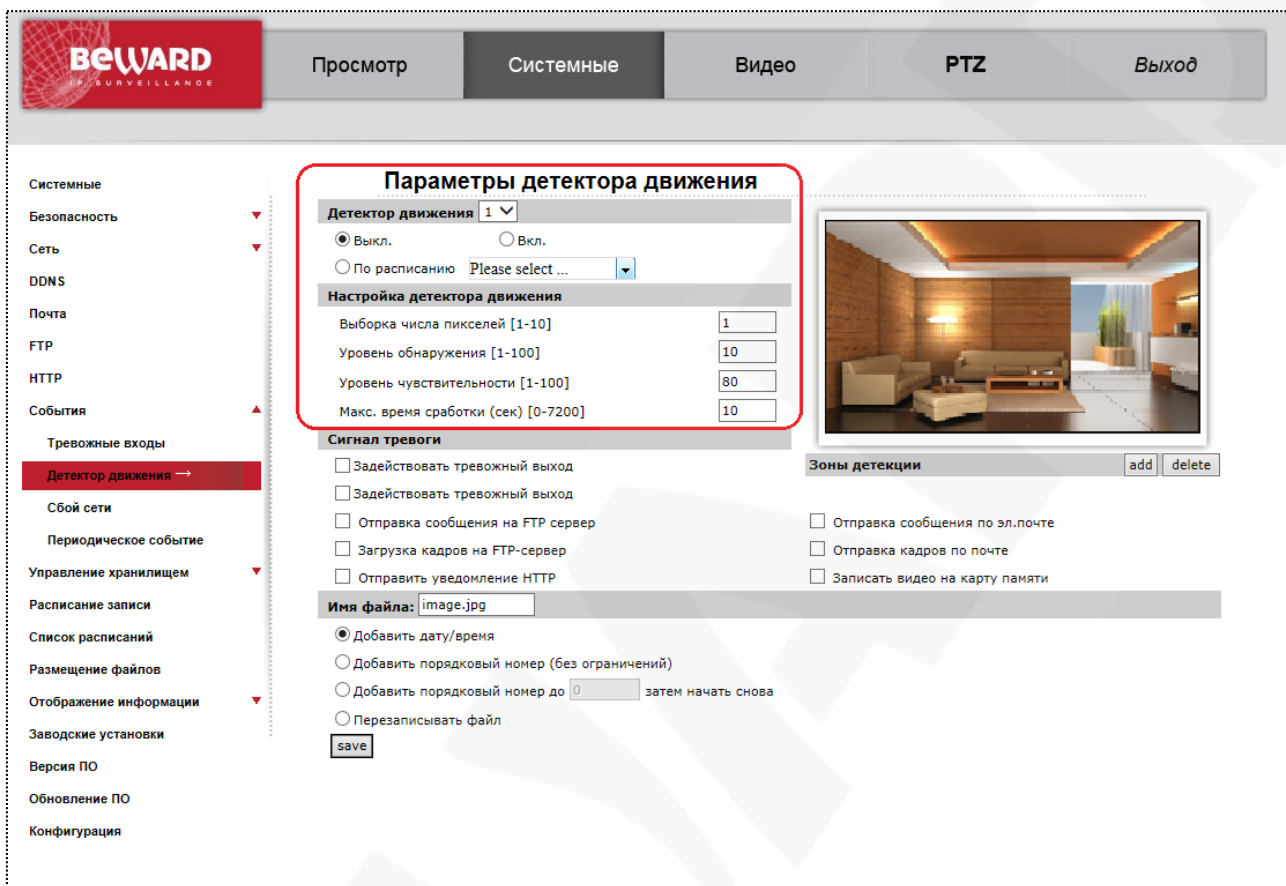 BEWARD
IP SURVEILLANCE
Просмотр
Системные
Видео
PTZ
Выход
Системные
Безопасность
Сеть
DDNS
Почта
FTP
HTTP
События
Тревожные входы
Детектор движения →
Сбой сети
Периодическое событие
Управление хранилищем
Расписание записи
Список расписаний
Размещение файлов
Отображение информации
Заводские установки
Версия ПО
Обновление ПО
Конфигурация
Параметры детектора движения
Детектор движения 1
Выкл. Вкл.
По расписанию Please select ...
Настройка детектора движения
Выборка числа пикселей [1-10] 1
Уровень обнаружения [1-100] 10
Уровень чувствительности [1-100] 80
Макс. время сработки (сек) [0-7200] 10
Сигнал тревоги
Задействовать тревожный выход
Зоны детекции add delete
Задействовать тревожный выход
Отправка сообщения на FTP сервер Отправка сообщения по эл.почте
Загрузка кадров на FTP-сервер Отправка кадров по почте
Отправить уведомление HTTP Записать видео на карту памяти
Имя файла: image.jpg
Добавить дату/время
Добавить порядковый номер (без ограничений)
Добавить порядковый номер до 0 затем начать снова
Перезаписывать файл
save